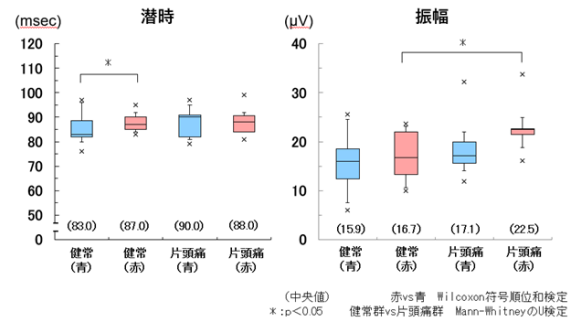 潜時
(msec)
120
110
100
90
80
70
60
50
0
*
(83.0) (87.0) (90.0) (88.0)
健常 健常 片頭痛 片頭痛
(青) (赤) (青) (赤)
振幅
(μV)
40
30
20
10
0
*
(15.9) (16.7) (17.1) (22.5)
健常 健常 片頭痛 片頭痛
(青) (赤) (青) (赤)
(中央値) 赤vs青 Wilcoxon符号順位和検定
*:p<0.05 健常群vs片頭痛群 Mann-WhitneyのU検定